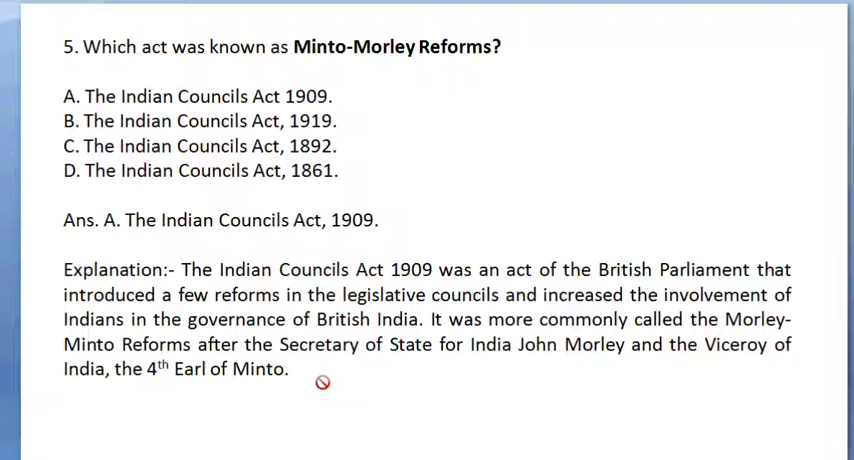 5. Which act was known as Minto-Morley Reforms?
A. The Indian Councils Act 1909.
B. The Indian Councils Act, 1919.
C. The Indian Councils Act, 1892.
D. The Indian Councils Act, 1861.
Ans. A. The Indian Councils Act, 1909.
Explanation:- The Indian Councils Act 1909 was an act of the British Parliament that
introduced a few reforms in the legislative councils and increased the involvement of
Indians in the governance of British India. It was more commonly called the Morley-
Minto Reforms after the Secretary of State for India John Morley and the Viceroy of
India, the 4th Earl of Minto.